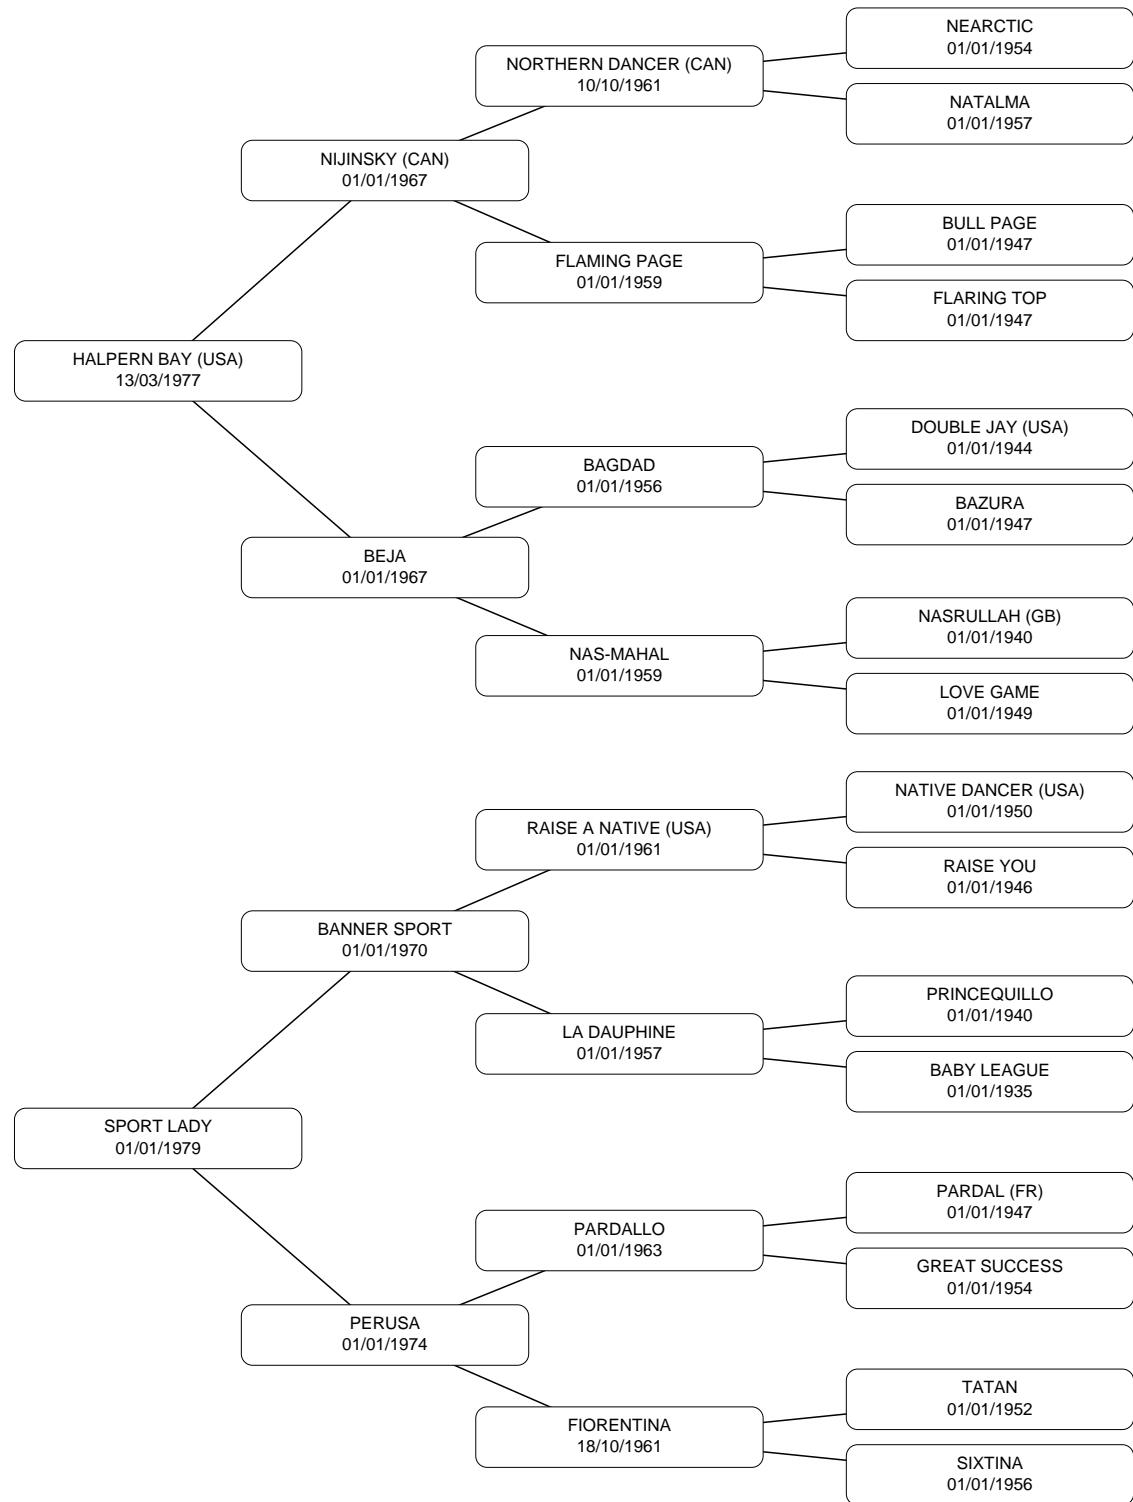 NEARCTIC
01/01/1954
NORTHERN DANCER (CAN)
10/10/1961
NATALMA
01/01/1957
NIJINSKY (CAN)
01/01/1967
BULL PAGE
01/01/1947
FLAMING PAGE
01/01/1959
FLARING TOP
01/01/1947
HALPERN BAY (USA)
13/03/1977
DOUBLE JAY (USA)
01/01/1944
BAGDAD
01/01/1956
BAZURA
01/01/1947
BEJA
01/01/1967
NASRULLAH (GB)
01/01/1940
NAS-MAHAL
01/01/1959
LOVE GAME
01/01/1949
NATIVE DANCER (USA)
01/01/1950
RAISE A NATIVE (USA)
01/01/1961
RAISE YOU
01/01/1946
BANNER SPORT
01/01/1970
PRINCEQUILLO
01/01/1940
LA DAUPHINE
01/01/1957
BABY LEAGUE
01/01/1935
SPORT LADY
01/01/1979
PARDAL (FR)
01/01/1947
PARDALLO
01/01/1963
GREAT SUCCESS
01/01/1954
PERUSA
01/01/1974
TATAN
01/01/1952
FIORENTINA
18/10/1961
SIXTINA
01/01/1956